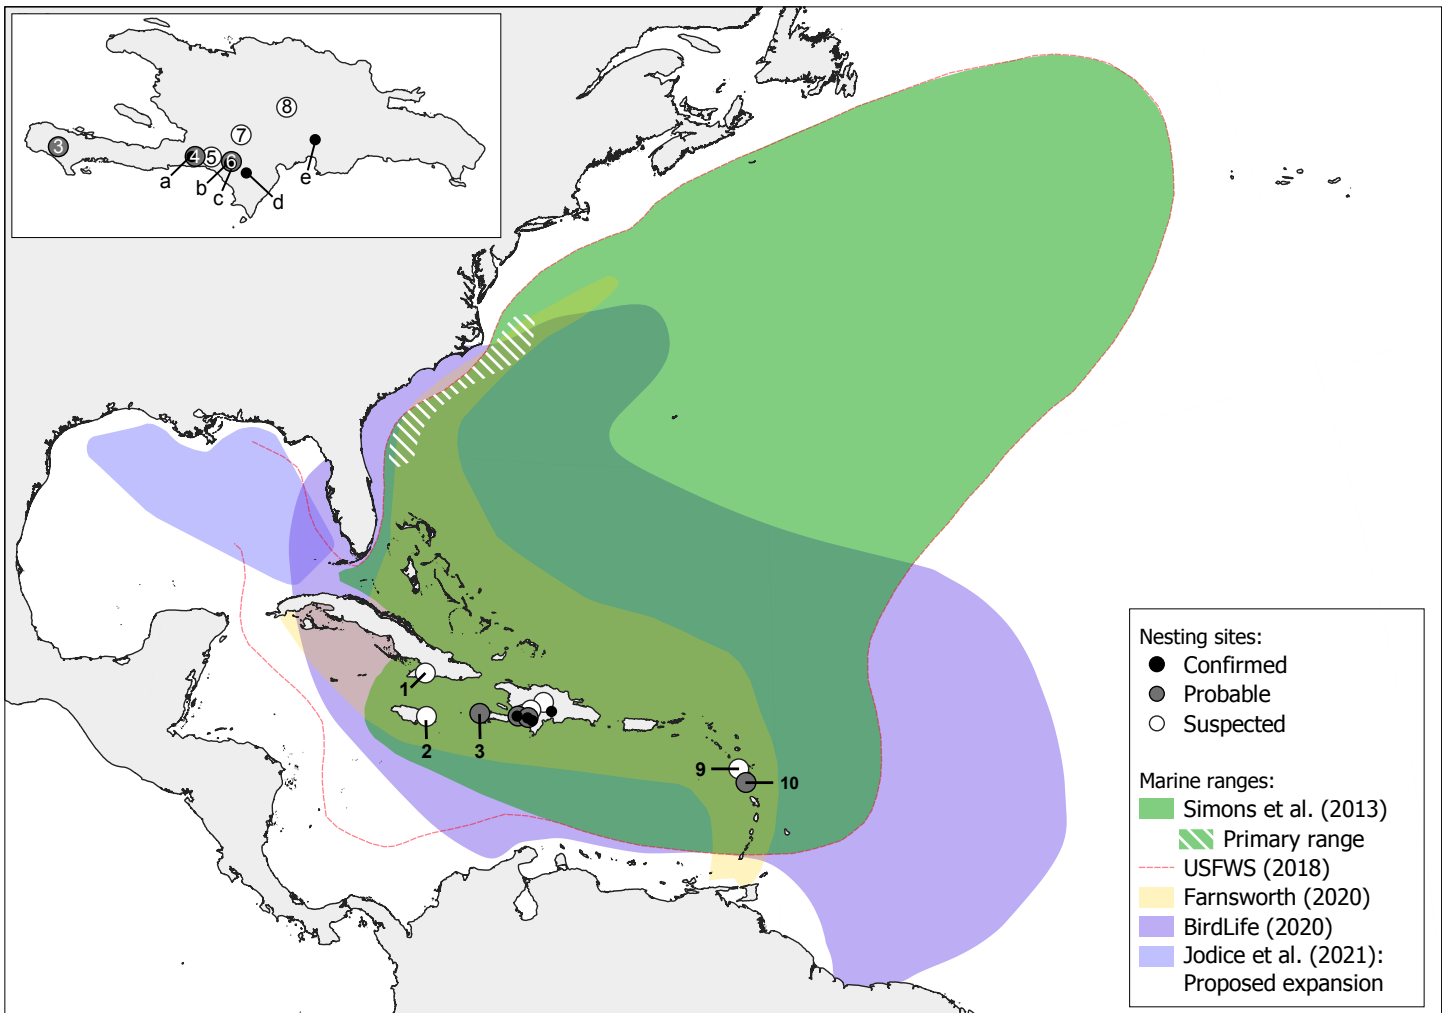 8
7
3
4
5
6
a
b
c
d
e
1
2
3
9
10
Nesting sites:
Confirmed
Probable
Suspected
Marine ranges:
Simons et al. (2013)
Primary range
USFWS (2018)
Farnsworth (2020)
BirdLife (2020)
Jodice et al. (2021):
Proposed expansion